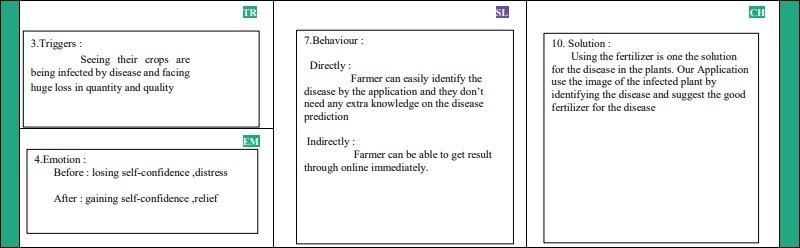 TR
3.Triggers :
Seeing their crops are
being infected by disease and facing
huge loss in quantity and quality
EM
4.Emotion :
Before : losing self-confidence ,distress
After : gaining self-confidence ,relief
SL
7.Behaviour :
Directly :
Farmer can easily identify the
disease by the application and they don't
need any extra knowledge on the disease
prediction
Indirectly :
Farmer can be able to get result
through online immediately.
CH
10. Solution :
Using the fertilizer is one the solution
for the disease in the plants. Our Application
use the image of the infected plant by
identifying the disease and suggest the good
fertilizer for the disease